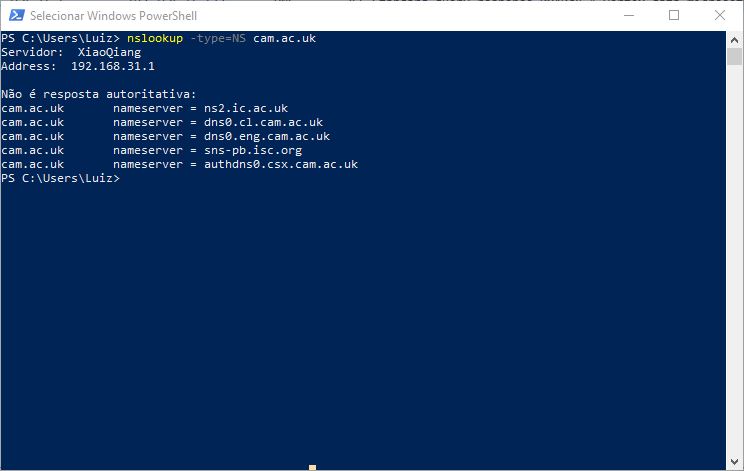 Selecionar Windows PowerShell
PS C:\Users\Luiz> nslookup -type=NS cam.ac.uk
Servidor:  XiaoQiang
Address:  192.168.31.1
Não é resposta autoritativa:
cam.ac.uk       nameserver = ns2.ic.ac.uk
cam.ac.uk       nameserver = dns0.cl.cam.ac.uk
cam.ac.uk       nameserver = dns0.eng.cam.ac.uk
cam.ac.uk       nameserver = sns-pb.isc.org
cam.ac.uk       nameserver = authdns0.csx.cam.ac.uk
PS C:\Users\Luiz>